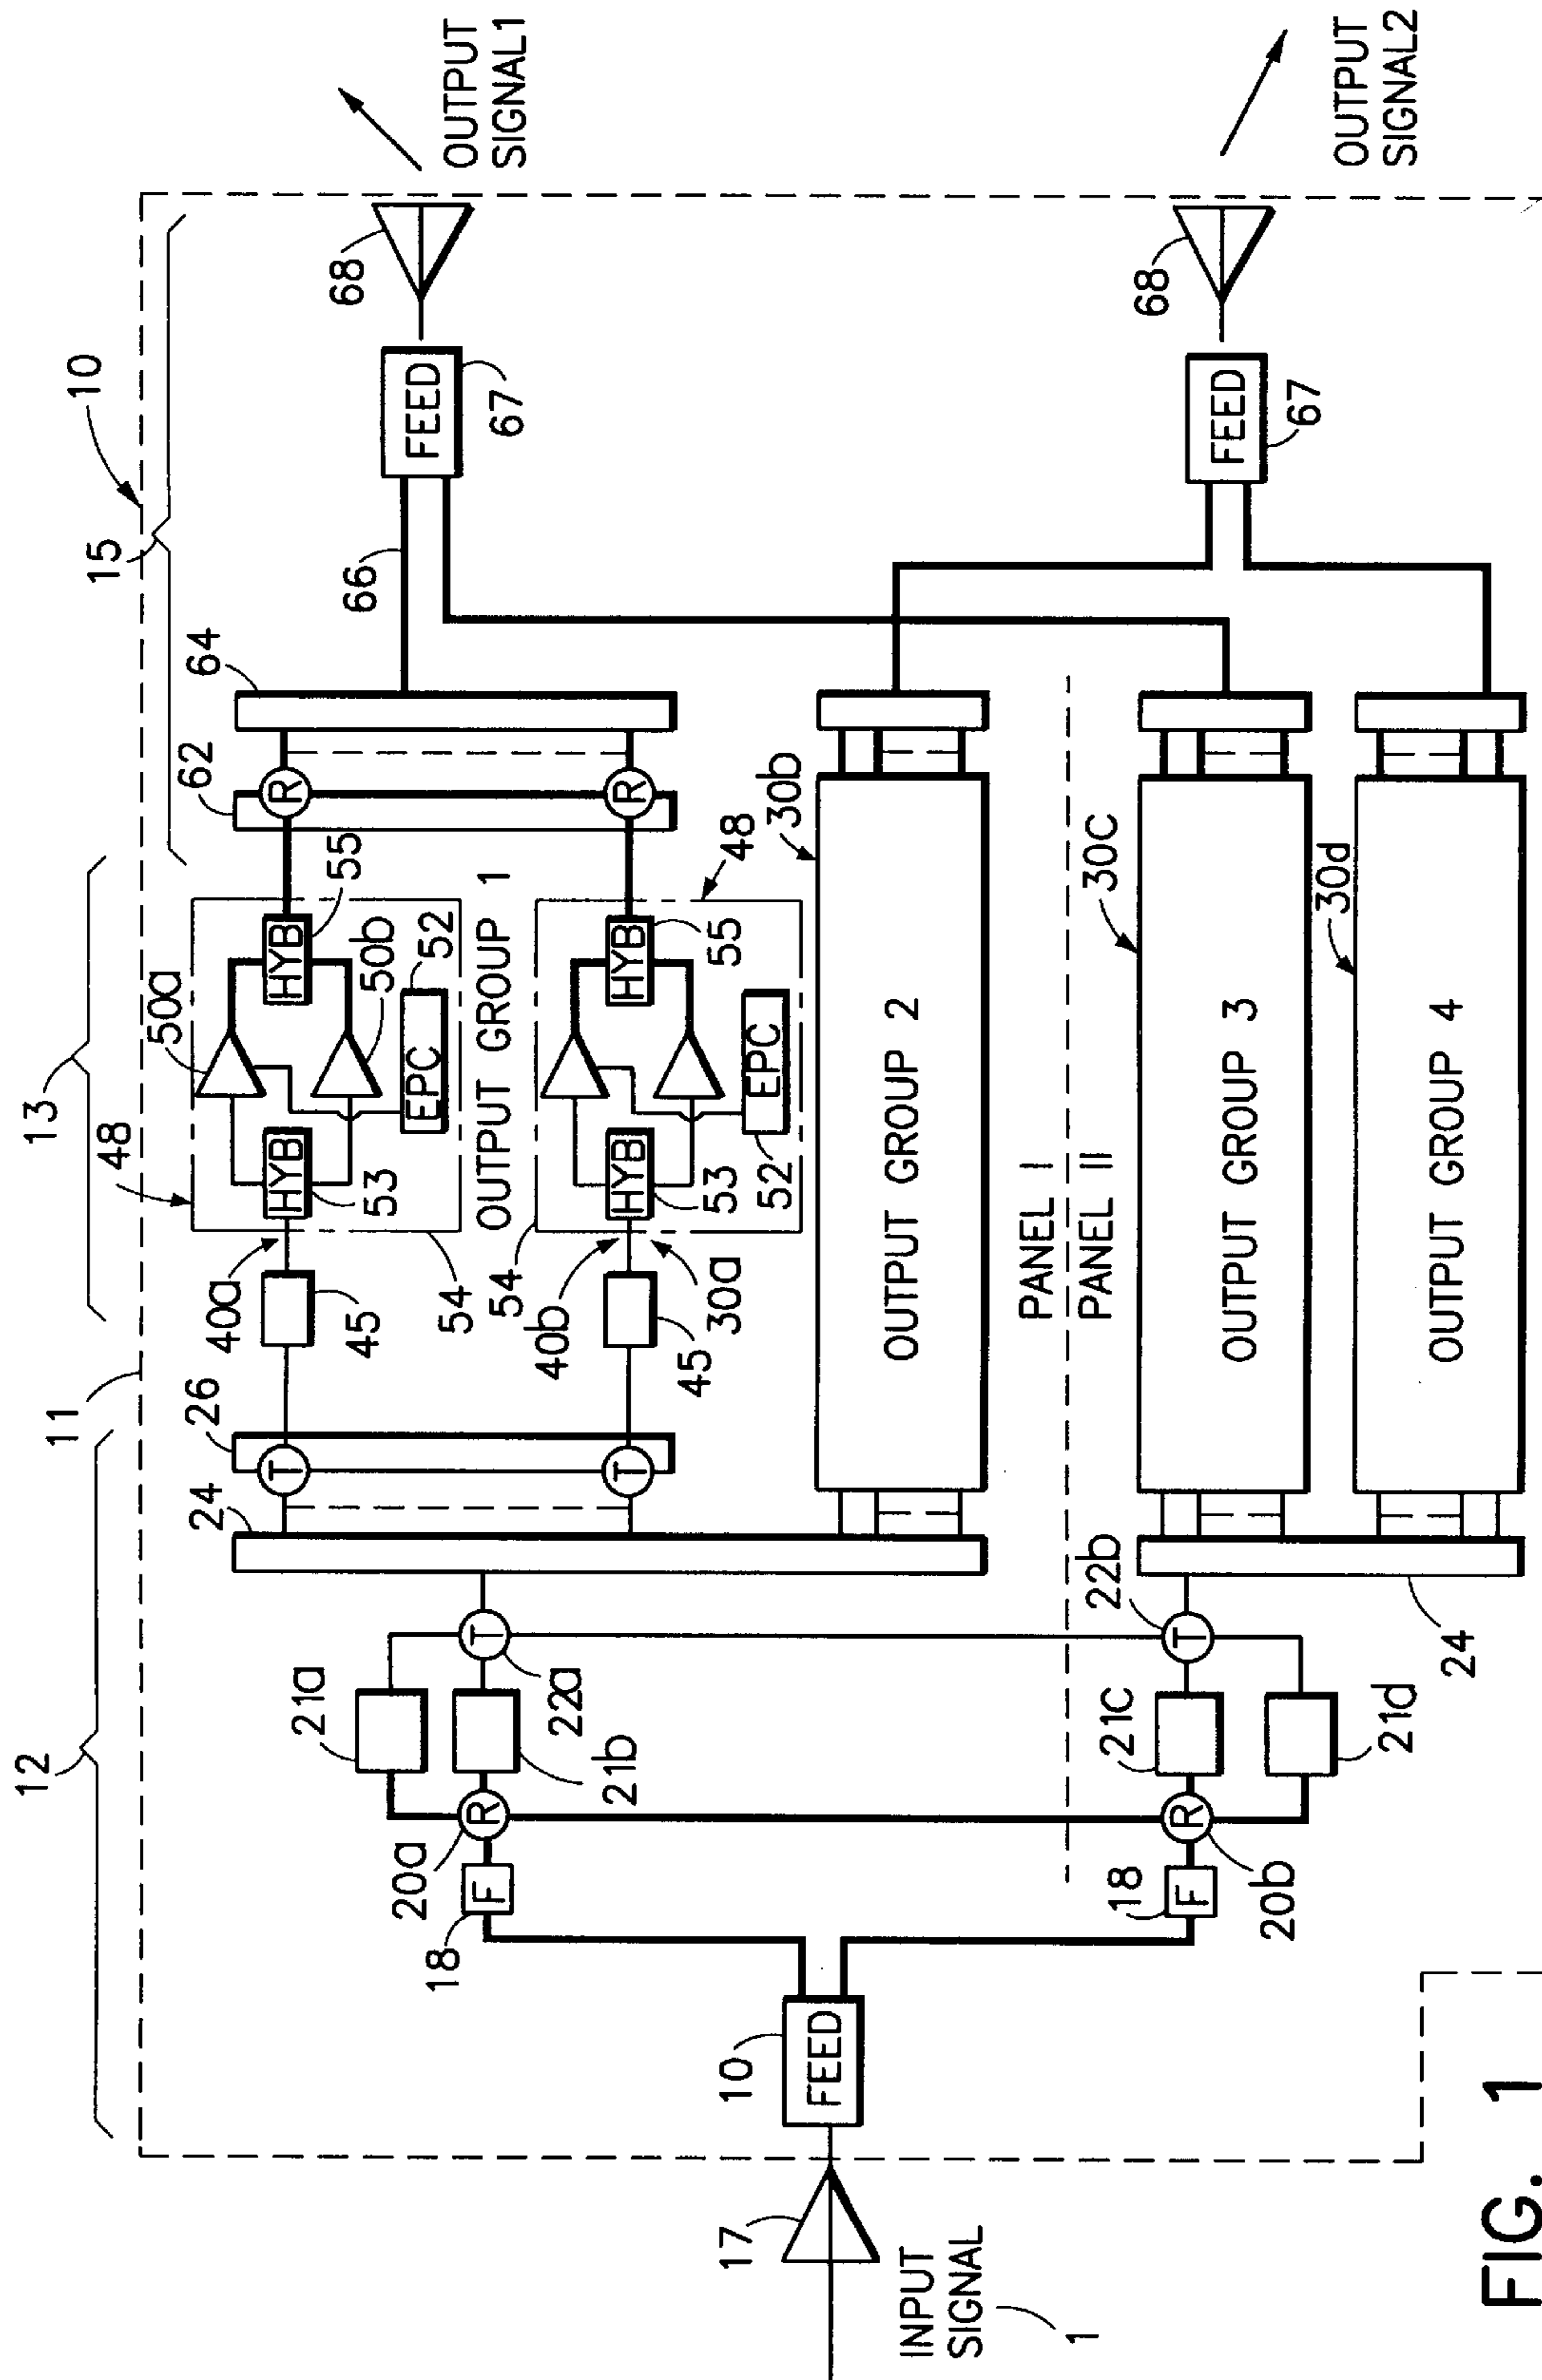 10
12
11
13
15
48
50a
62
64
68
OUTPUT
SIGNAL1
20a
21a
24
26
40a
HYB
HYB
55
R
66
FEED
67
53
50b
T
45
54
EPC
52
OUTPUT GROUP 1
18
F
R
T
22a
21b
54
40b
30a
T
45
HYB
53
HYB
55
48
R
52
EPC
30b
17
10
FEED
OUTPUT GROUP 2
INPUT
SIGNAL
1
PANEL I
PANEL II
18
F
R
20b
21c
22b
T
21d
24
30C
OUTPUT GROUP 3
30d
OUTPUT GROUP 4
68
FEED
67
OUTPUT
SIGNAL2
FIG. 1